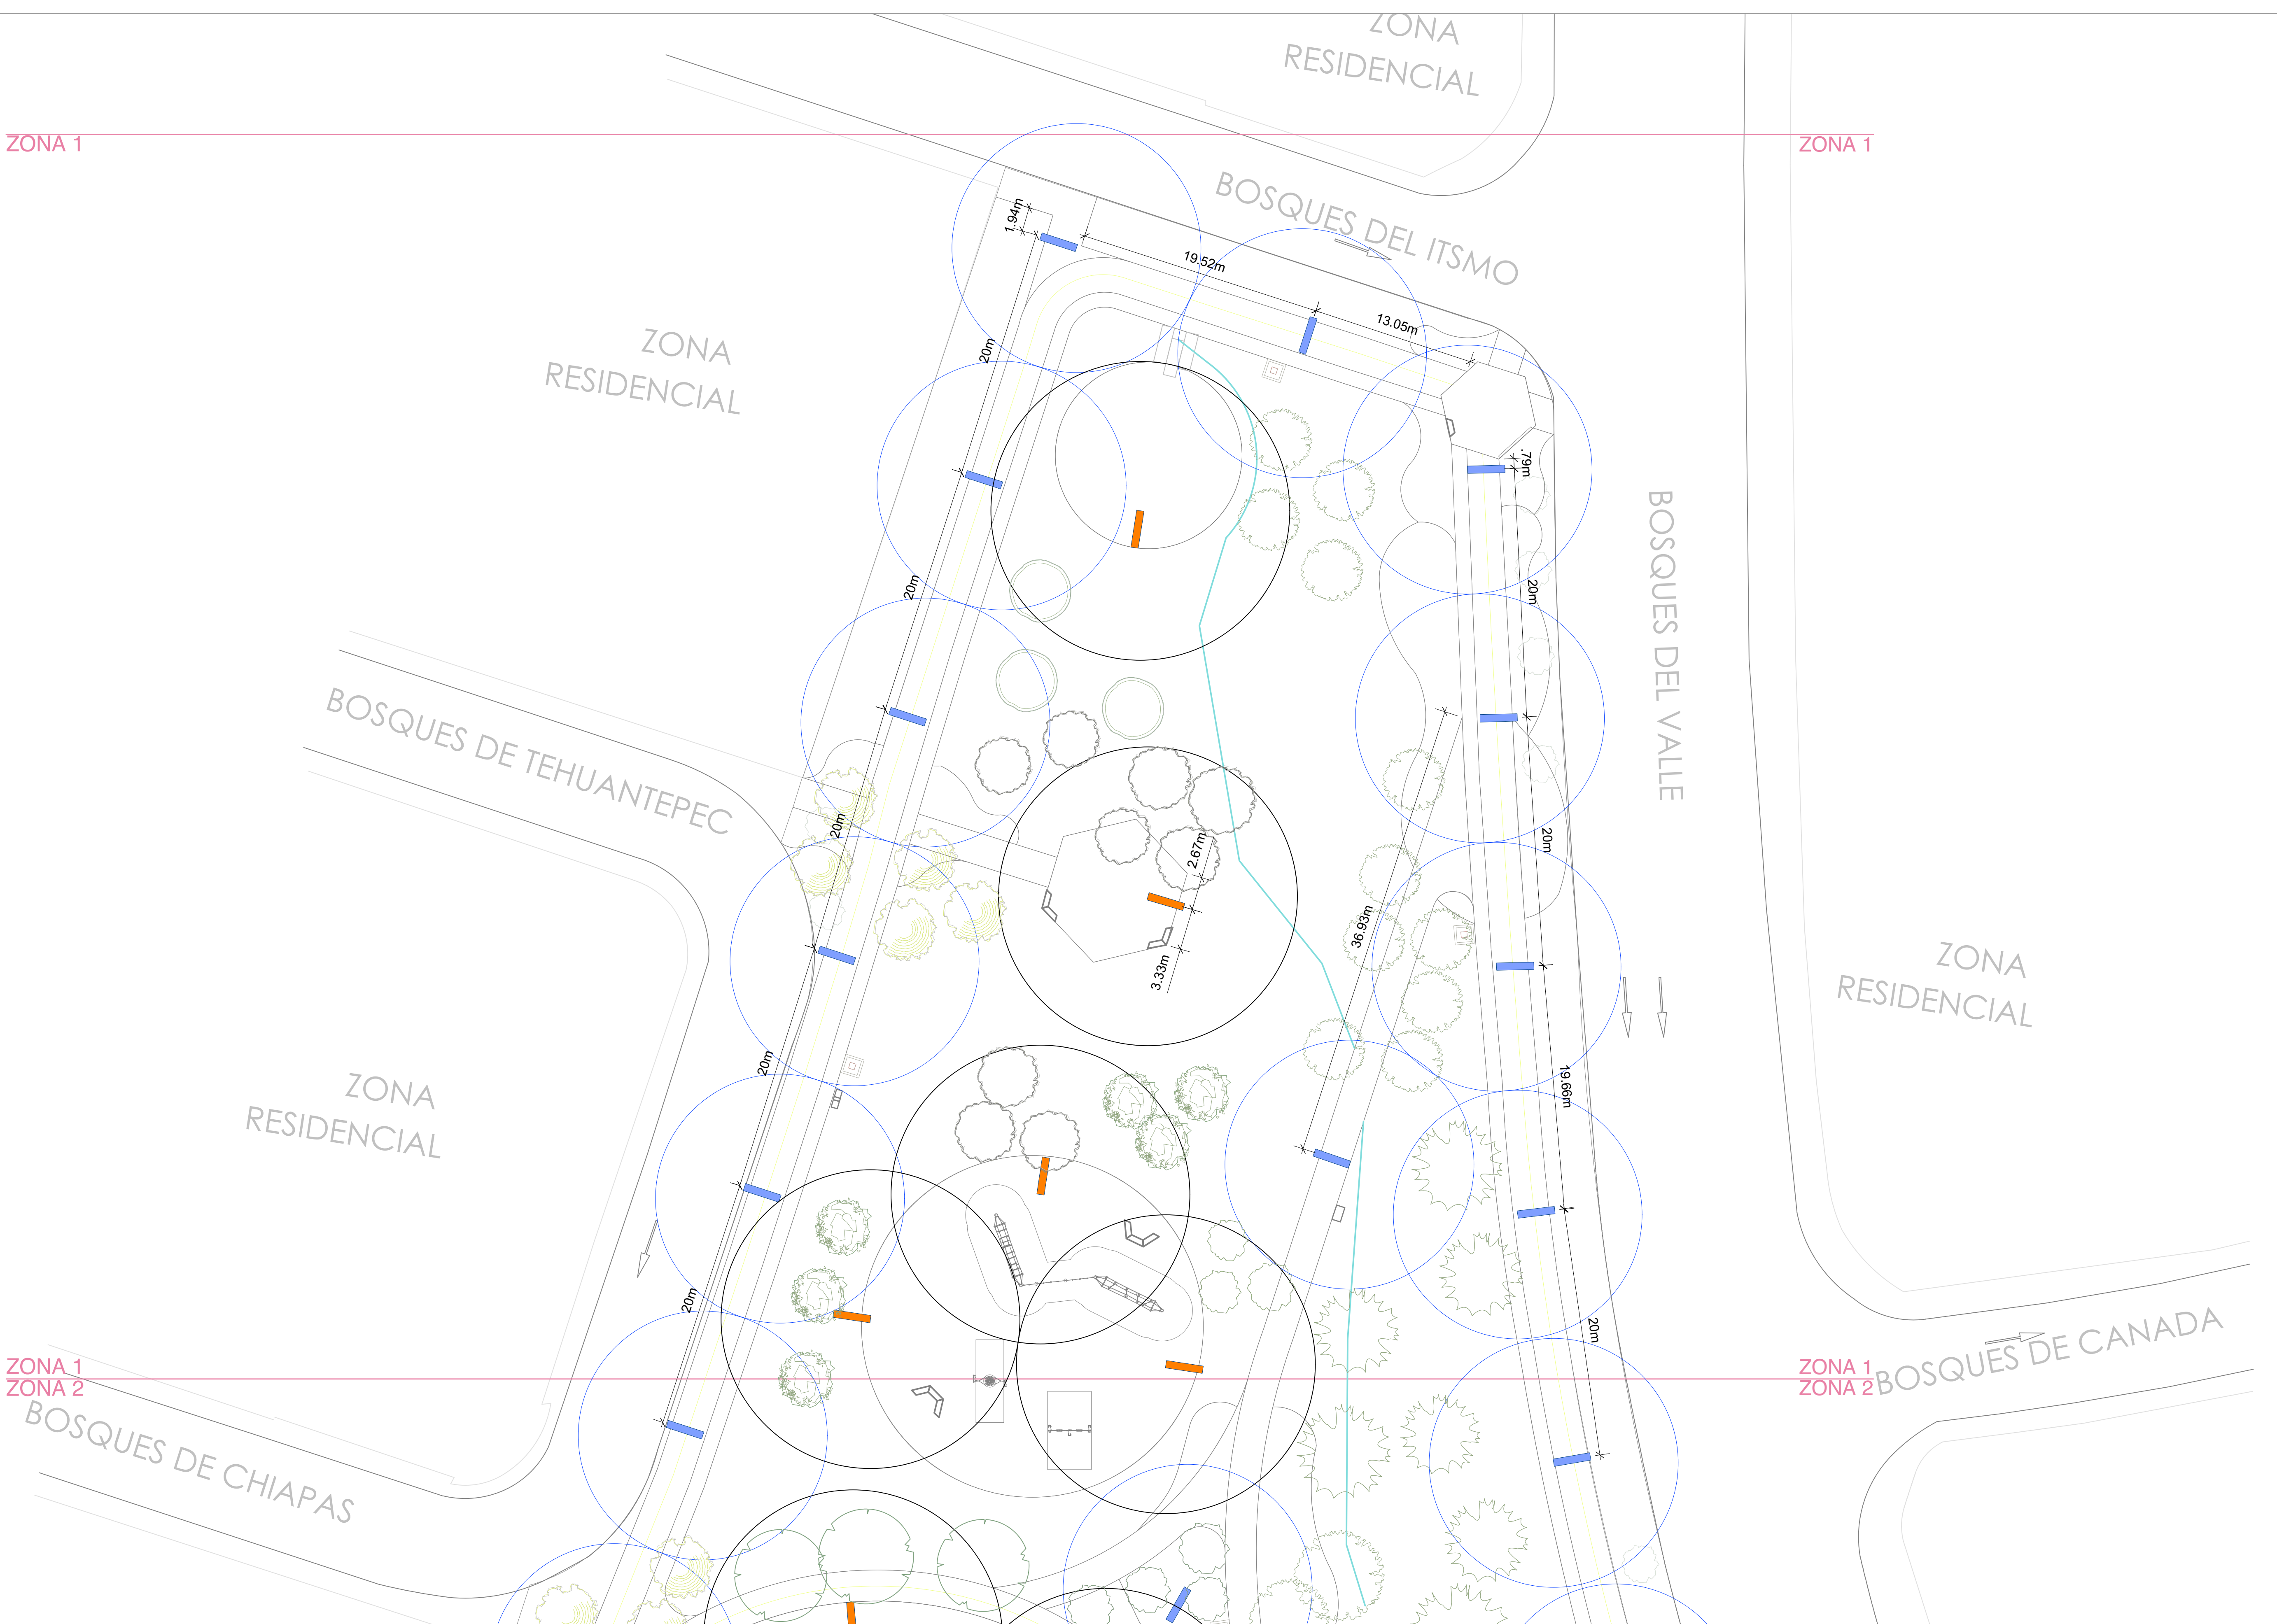 ZONA
RESIDENCIAL
ZONA 1
ZONA 1
BOSQUES DEL ITSMO
1.94m
19.52m
13.05m
20m
ZONA
RESIDENCIAL
.79m
BOSQUES DEL VALLE
20m
20m
BOSQUES DE TEHUANTEPEC
20m
20m
2.67m
36.93m
3.33m
ZONA
RESIDENCIAL
20m
19.66m
ZONA
RESIDENCIAL
20m
20m
BOSQUES DE CANADA
ZONA 1
ZONA 2
ZONA 1
ZONA 2
BOSQUES DE CHIAPAS